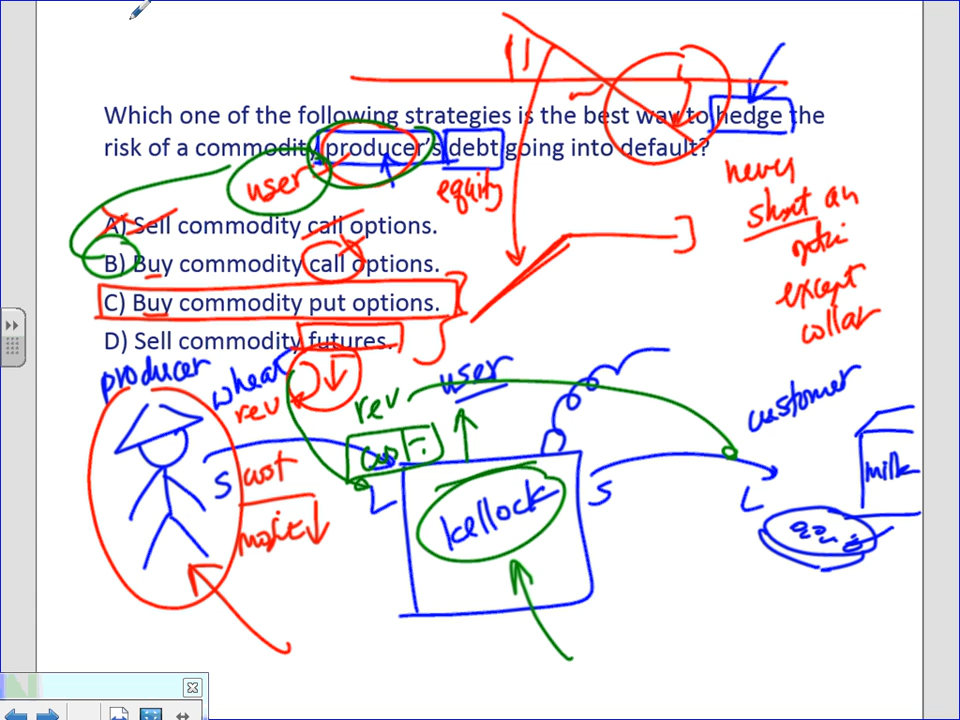 Which one of the following strategies is the best way to hedge the
risk of a commodity producer's debt going into default?
user
equity
never
short an
except
collar
A) Sell commodity call options.
B) Buy commodity call options.
C) Buy commodity put options.
D) Sell commodity futures.
producer
wheat
rev
rev
user
customer
S
cost
profit
L
kellock
S
L
milk